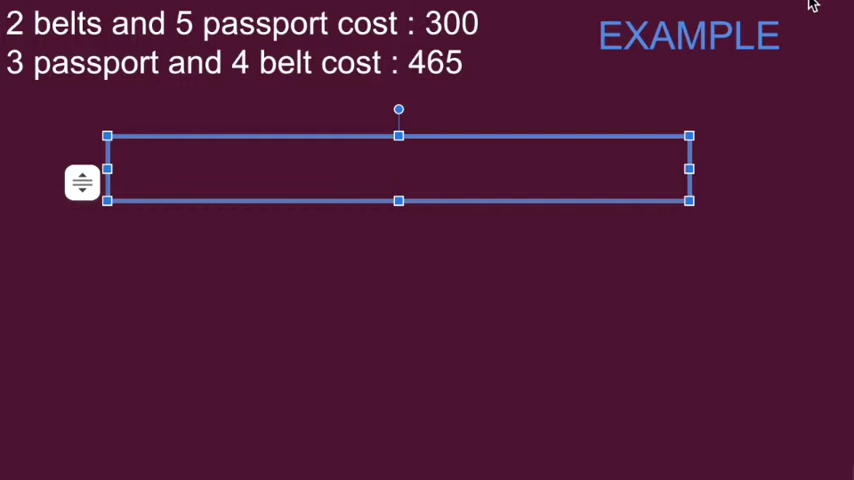 2 belts and 5 passport cost : 300
EXAMPLE
3 passport and 4 belt cost : 465